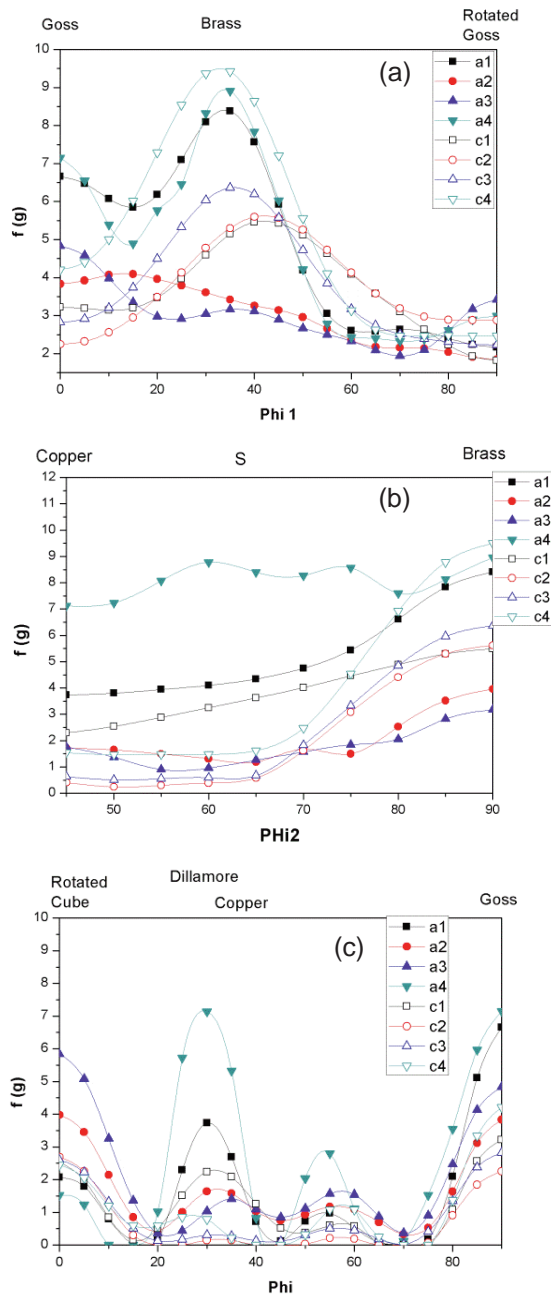 Goss Brass Rotated
Goss
(a)
a1
a2
a3
a4
c1
c2
c3
c4
10
9
8
7
6
5
4
3
2
f (g)
0 20 40 60 80
Phi 1
Copper S Brass
(b)
a1
a2
a3
a4
c1
c2
c3
c4
12
11
10
9
8
7
6
5
4
3
2
1
0
f (g)
50 60 70 80 90
PHi2
Rotated
Cube
Dillamore
Copper
Goss
(c)
a1
a2
a3
a4
c1
c2
c3
c4
10
9
8
7
6
5
4
3
2
1
0
f (g)
0 20 40 60 80
Phi